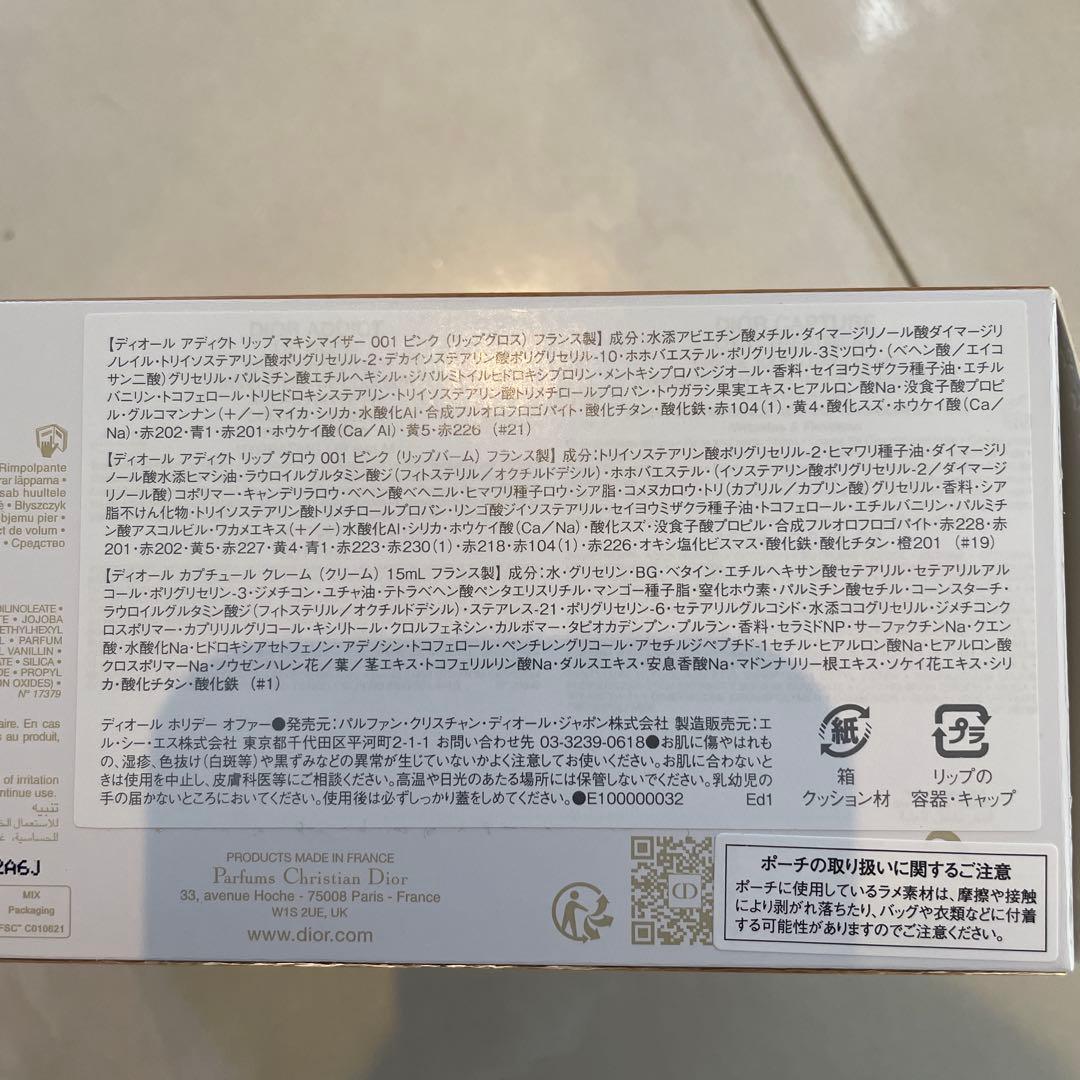 【ディオール アディクト リップ マキシマイザー 001 ピンク（リップグロス）フランス製】成分：水添アビエチン酸メチル・ダイマージリノール酸ダイマージリ
ノレイル・トリイソステアリン酸ポリグリセリル-2・デカイソステアリン酸ポリグリセリル-10・ホホバエステル・ポリグリセリル-3ミツロウ・（ベヘン酸／エイコ
サン二酸）グリセリル・パルミチン酸エチルヘキシル・ジパルミトイルヒドロキシプロリン・メントキシプロパンジオール・香料・セイヨウミザクラ種子油・エチル
バニリン・トコフェロール・トリヒドロキシステアリン・トリイソステアリン酸トリメチロールプロパン・トウガラシ果実エキス・ヒアルロン酸Na・没食子酸プロピ
ル・グルコマンナン（＋／－）マイカ・シリカ・水酸化Al・合成フルオロフロゴパイト・酸化チタン・酸化鉄・赤104（1）・黄4・酸化スズ・ホウケイ酸（Ca／
Na）・赤202・青1・赤201・ホウケイ酸（Ca／Al）・黄5・赤226（#21）
【ディオール アディクト リップ グロウ 001 ピンク（リップバーム）フランス製】成分：トリイソステアリン酸ポリグリセリル-2・ヒマワリ種子油・ダイマージリ
ノール酸水添ヒマシ油・ラウロイルグルタミン酸ジ（フィトステリル／オクチルドデシル）・ホホバエステル・（イソステアリン酸ポリグリセリル-2／ダイマージ
リノール酸）コポリマー・キャンデリラロウ・ベヘン酸ベヘニル・ヒマワリ種子ロウ・シア脂・コメヌカロウ・トリ（カプリル／カプリン酸）グリセリル・香料・シア
脂不けん化物・トリイソステアリン酸トリメチロールプロパン・リンゴ酸ジイソステアリル・セイヨウミザクラ種子油・トコフェロール・エチルバニリン・パルミチ
ン酸アスコルビル・ワカメエキス（＋／－）水酸化Al・シリカ・ホウケイ酸（Ca／Na）・酸化スズ・没食子酸プロピル・合成フルオロフロゴパイト・赤228・赤
201・赤202・黄5・赤227・黄4・青1・赤223・赤230（1）・赤218・赤104（1）・赤226・オキシ塩化ビスマス・酸化鉄・酸化チタン・橙201（#19）
【ディオール カプチュール クレーム（クリーム）15mL フランス製】成分：水・グリセリン・BG・ベタイン・エチルヘキサン酸セテアリル・セテアリルアル
コール・ポリグリセリン-3・ジメチコン・ユチャ油・テトラベヘン酸ペンタエリスリチル・マンゴー種子脂・窒化ホウ素・パルミチン酸セチル・コーンスターチ・
ラウロイルグルタミン酸ジ（フィトステリル／オクチルドデシル）・ステアレス-21・ポリグリセリン-6・セテアリルグルコシド・水添ココグリセリル・ジメチコンク
ロスポリマー・カプリリルグリコール・キシリトール・クロルフェネシン・カルボマー・タピオカデンプン・プルラン・香料・セラミドNP・サーファクチンNa・クエン
酸・水酸化Na・ヒドロキシアセトフェノン・アデノシン・トコフェロール・ペンチレングリコール・アセチルジペプチド-1セチル・ヒアルロン酸Na・ヒアルロン酸
クロスポリマーNa・ノウゼンハレン花／葉／茎エキス・トコフェリルリン酸Na・ダルスエキス・安息香酸Na・マドンナリリー根エキス・ソケイ花エキス・シリ
カ・酸化チタン・酸化鉄（#1）
ディオール ホリデー オファー●発売元：パルファン・クリスチャン・ディオール・ジャポン株式会社 製造販売元：エ
ル・シー・エス株式会社 東京都千代田区平河町2-1-1 お問い合わせ先 03-3239-0618●お肌に傷やはれも
の、湿疹、色抜け（白斑等）や黒ずみなどの異常が生じていないかよく注意してお使いください。お肌に合わないと
きは使用を中止し、皮膚科医等にご相談ください。高温や日光のあたる場所には保管しないでください。乳幼児の
手の届かないところにおいてください。使用後は必ずしっかり蓋をしめてください。●E100000032 Ed1
紙
箱
クッション材
プラ
リップの
容器・キャップ
Rimpolpante
rar läppama •
sab huultele
• Błyszczyk
objemu pier •
ct de volum •
• Средство
DILINOLEATE •
TE • JOJOBA
ETHYLHEXYL
L • PARFUM
L VANILLIN •
ATE • SILICA •
DE • PROPYL
ON OXIDES) •
N° 17379
aire. En cas
s au produit,
of irritation
ntinue use.
تنبيه
2A6J
MIX
Packaging
FSC™ C010621
PRODUCTS MADE IN FRANCE
Parfums Christian Dior
33, avenue Hoche - 75008 Paris - France
W1S 2UE, UK
www.dior.com
CD
ポーチの取り扱いに関するご注意
ポーチに使用しているラメ素材は、摩擦や接触
により剥がれ落ちたり、バッグや衣類などに付着
する可能性がありますのでご注意ください。